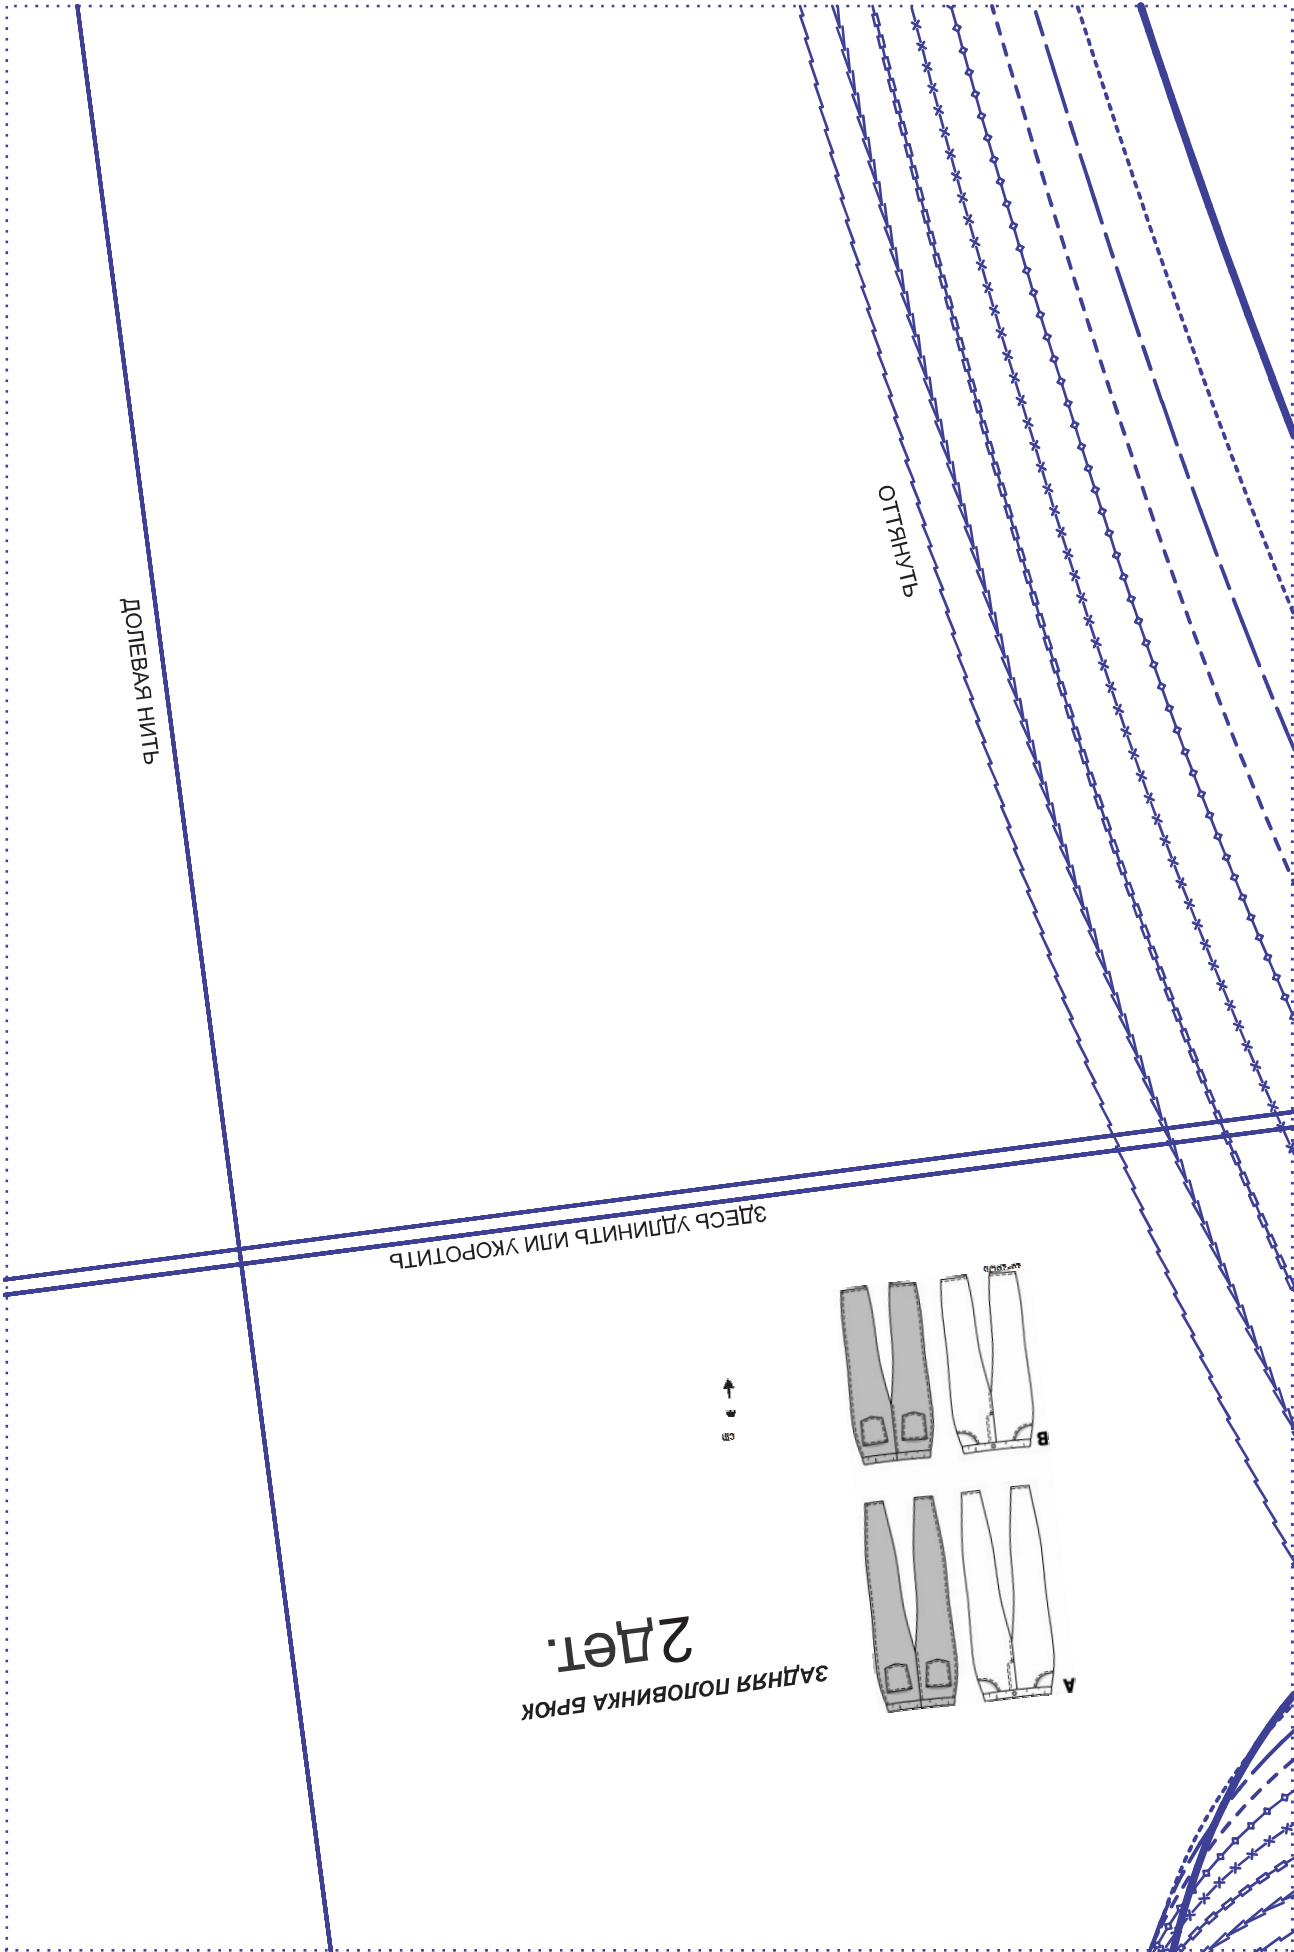 ОТТЯНУТЬ
ДОЛЕВАЯ НИТЬ
ЗДЕСЬ УДЛИНИТЬ ИЛИ УКОРОТИТЬ
B
2дет.
ЗАДНЯЯ ПОЛОВИНКА БРЮК
A